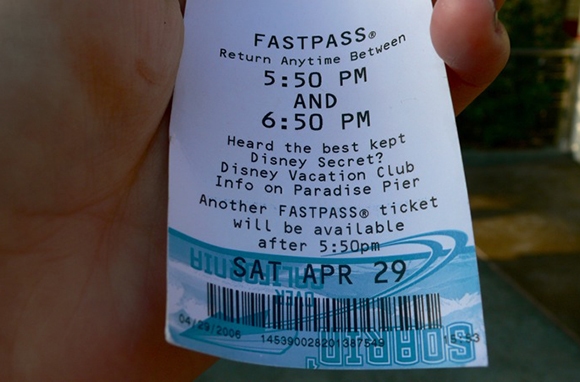 FASTPASS®
Return Anytime Between
5:50 PM
AND
6:50 PM
Heard the best kept
Disney Secret?
Disney Vacation Club
Info on Paradise Pier
Another FASTPASS® ticket
will be available
after 5:50pm
SAT APR 29
SOARIN'
OVER
CALIFORNIA
04/29/2006